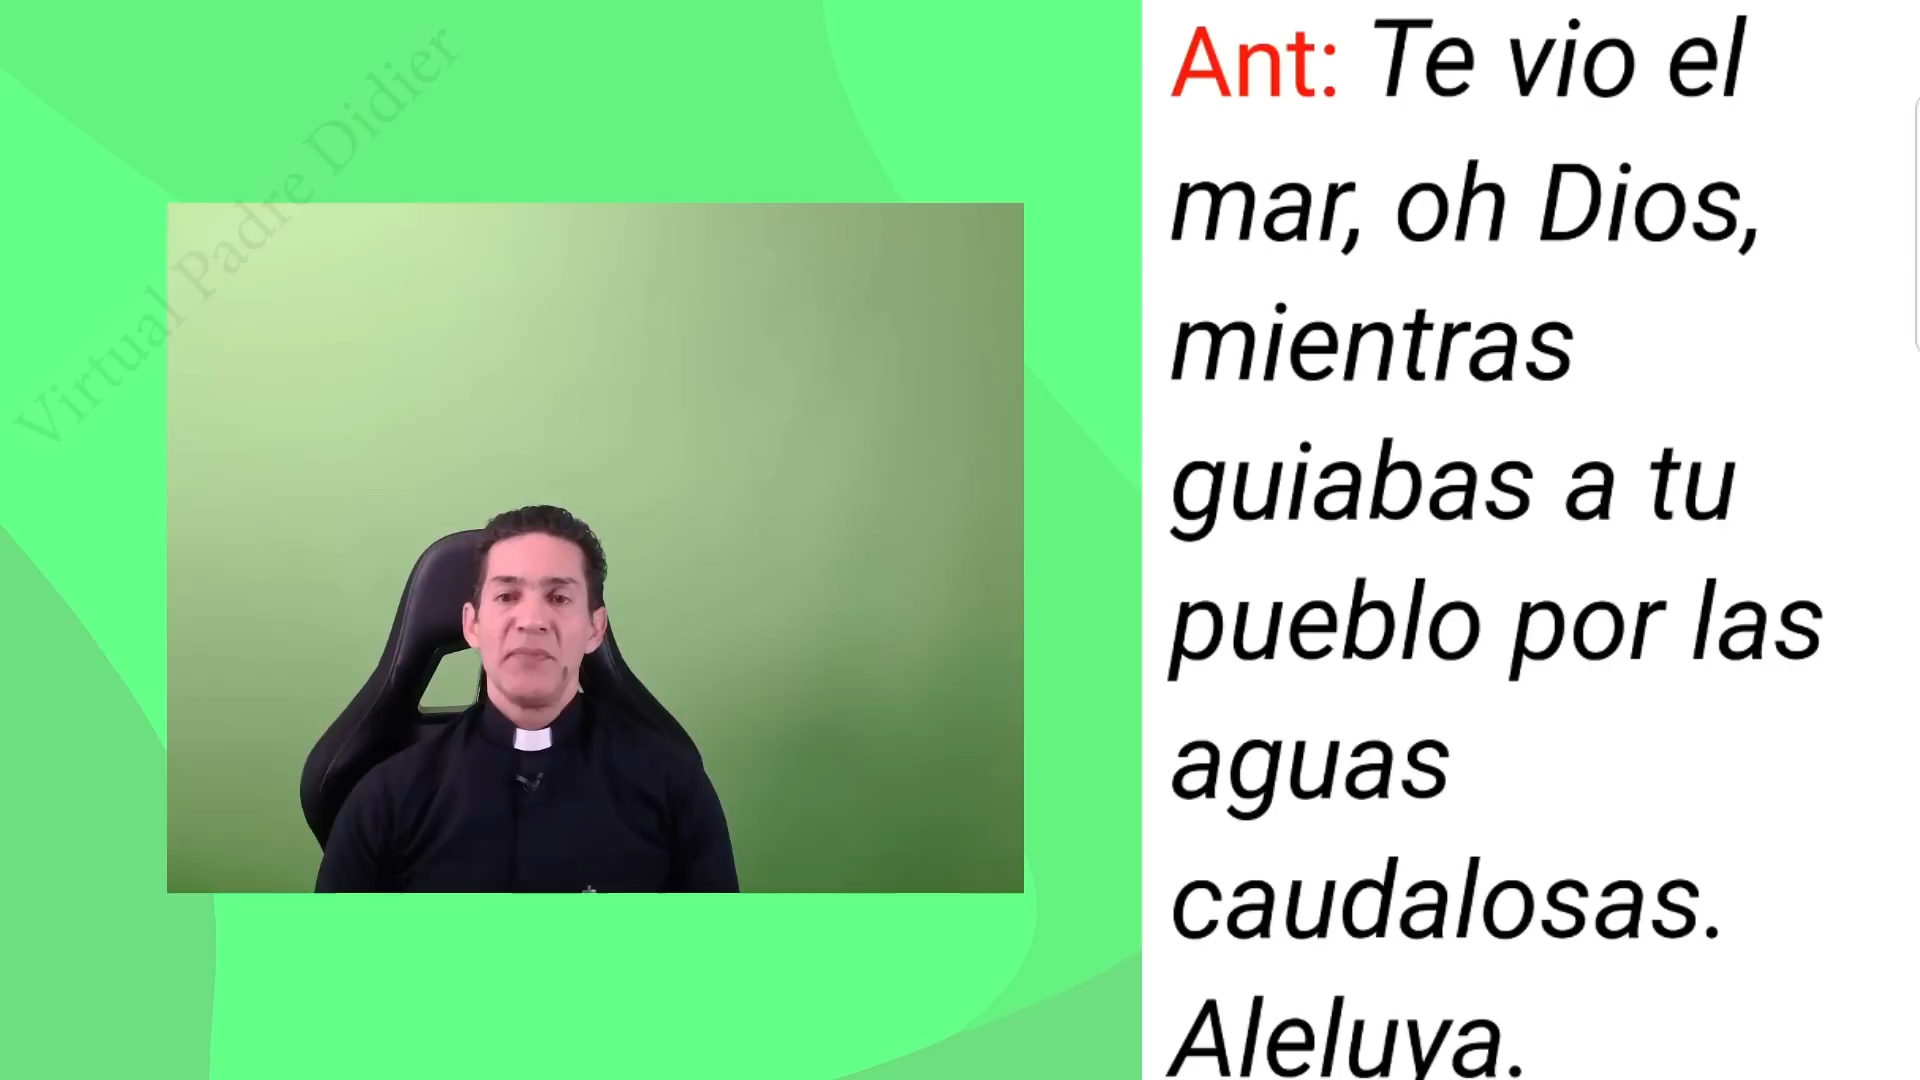 Virtual Padre Didier
Ant: Te vio el
mar, oh Dios,
mientras
guiabas a tu
pueblo por las
aguas
caudalosas.
Aleluya.